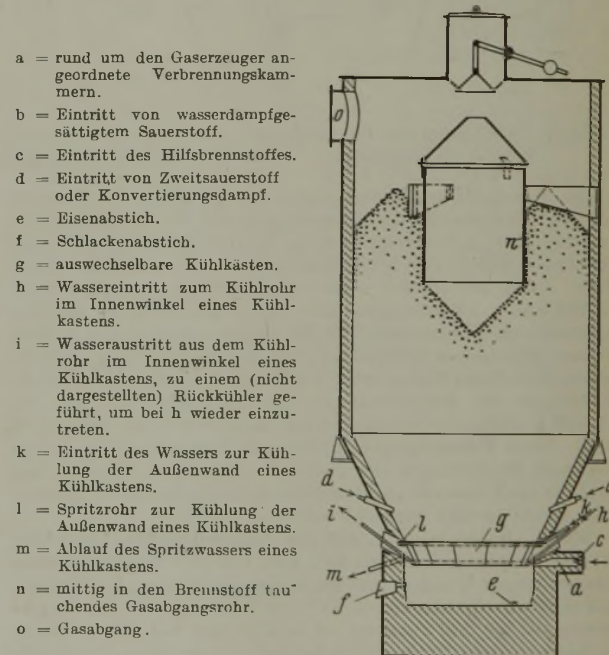 a = rund um den Gaserzeuger an-
geordnete Verbrennungskam-
mern.
b = Eintritt von wasserdampfge-
sättigtem Sauerstoff.
c = Eintritt des Hilfsbrennstoffes.
d = Eintritt von Zweitsauerstoff
oder Konvertierungsdampf.
e = Eisenabstich.
f = Schlackenabstich.
g = auswechselbare Kühlkästen.
h = Wassereintritt zum Kühlrohr
im Innenwinkel eines Kühl-
kastens.
i = Wasseraustritt aus dem Kühl-
rohr im Innenwinkel eines
Kühlkastens, zu einem (nicht
dargestellten) Rückkühler ge-
führt, um bei h wieder einzu-
treten.
k = Eintritt des Wassers zur Küh-
lung der Außenwand eines
Kühlkastens.
l = Spritzrohr zur Kühlung der
Außenwand eines Kühlkastens.
m = Ablauf des Spritzwassers eines
Kühlkastens.
n = mittig in den Brennstoff tau-
chendes Gasabgangsrohr.
o = Gasabgang.
o
n
d
i
l
g
k
h
m
c
f
e
a